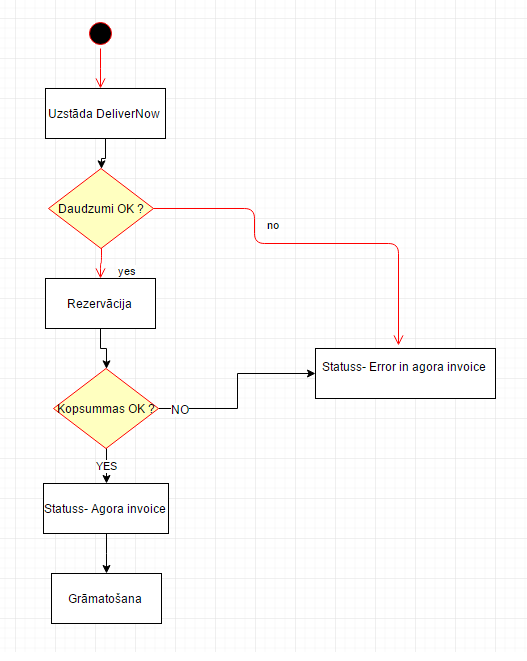 Uzstāda DeliverNow
Daudzumi OK ?
no
yes
Rezervācija
Statuss- Error in agora invoice
Kopsummas OK ?
NO
YES
Statuss- Agora invoice
Grāmatošana